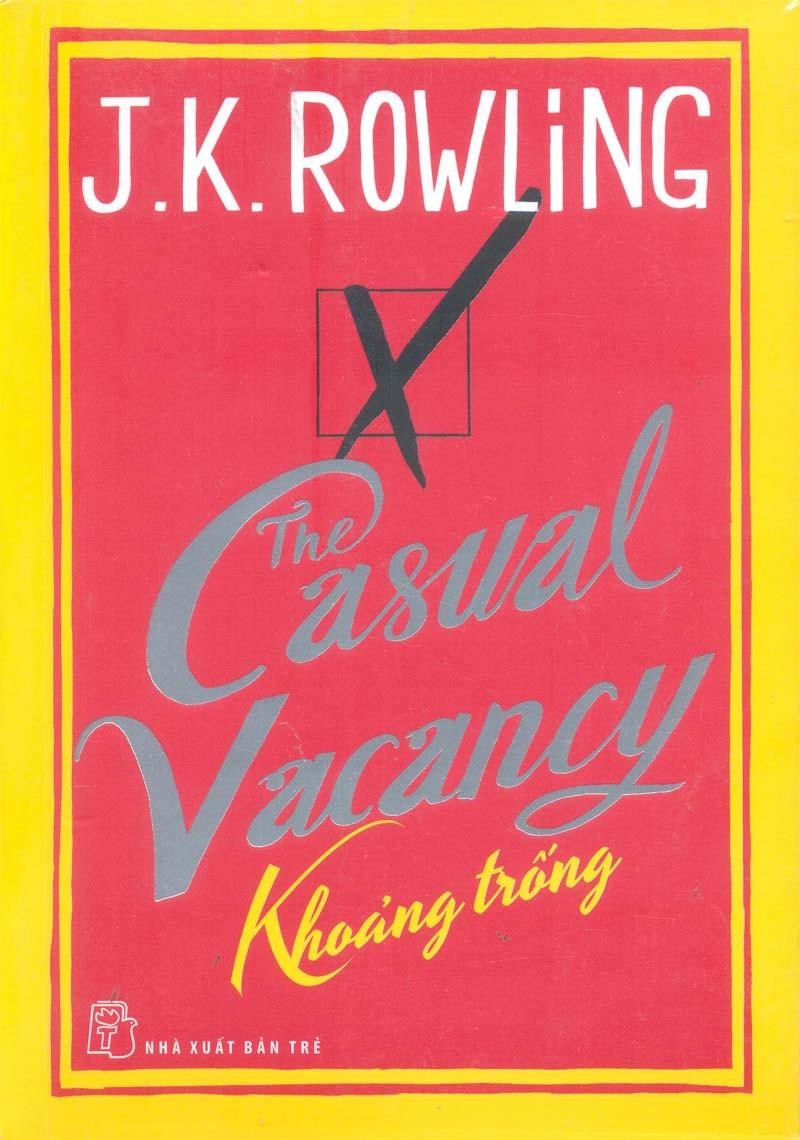 J.K. ROWLiNG
The
Casual
Vacancy
Khoảng trống
NHÀ XUẤT BẢN TRẺ